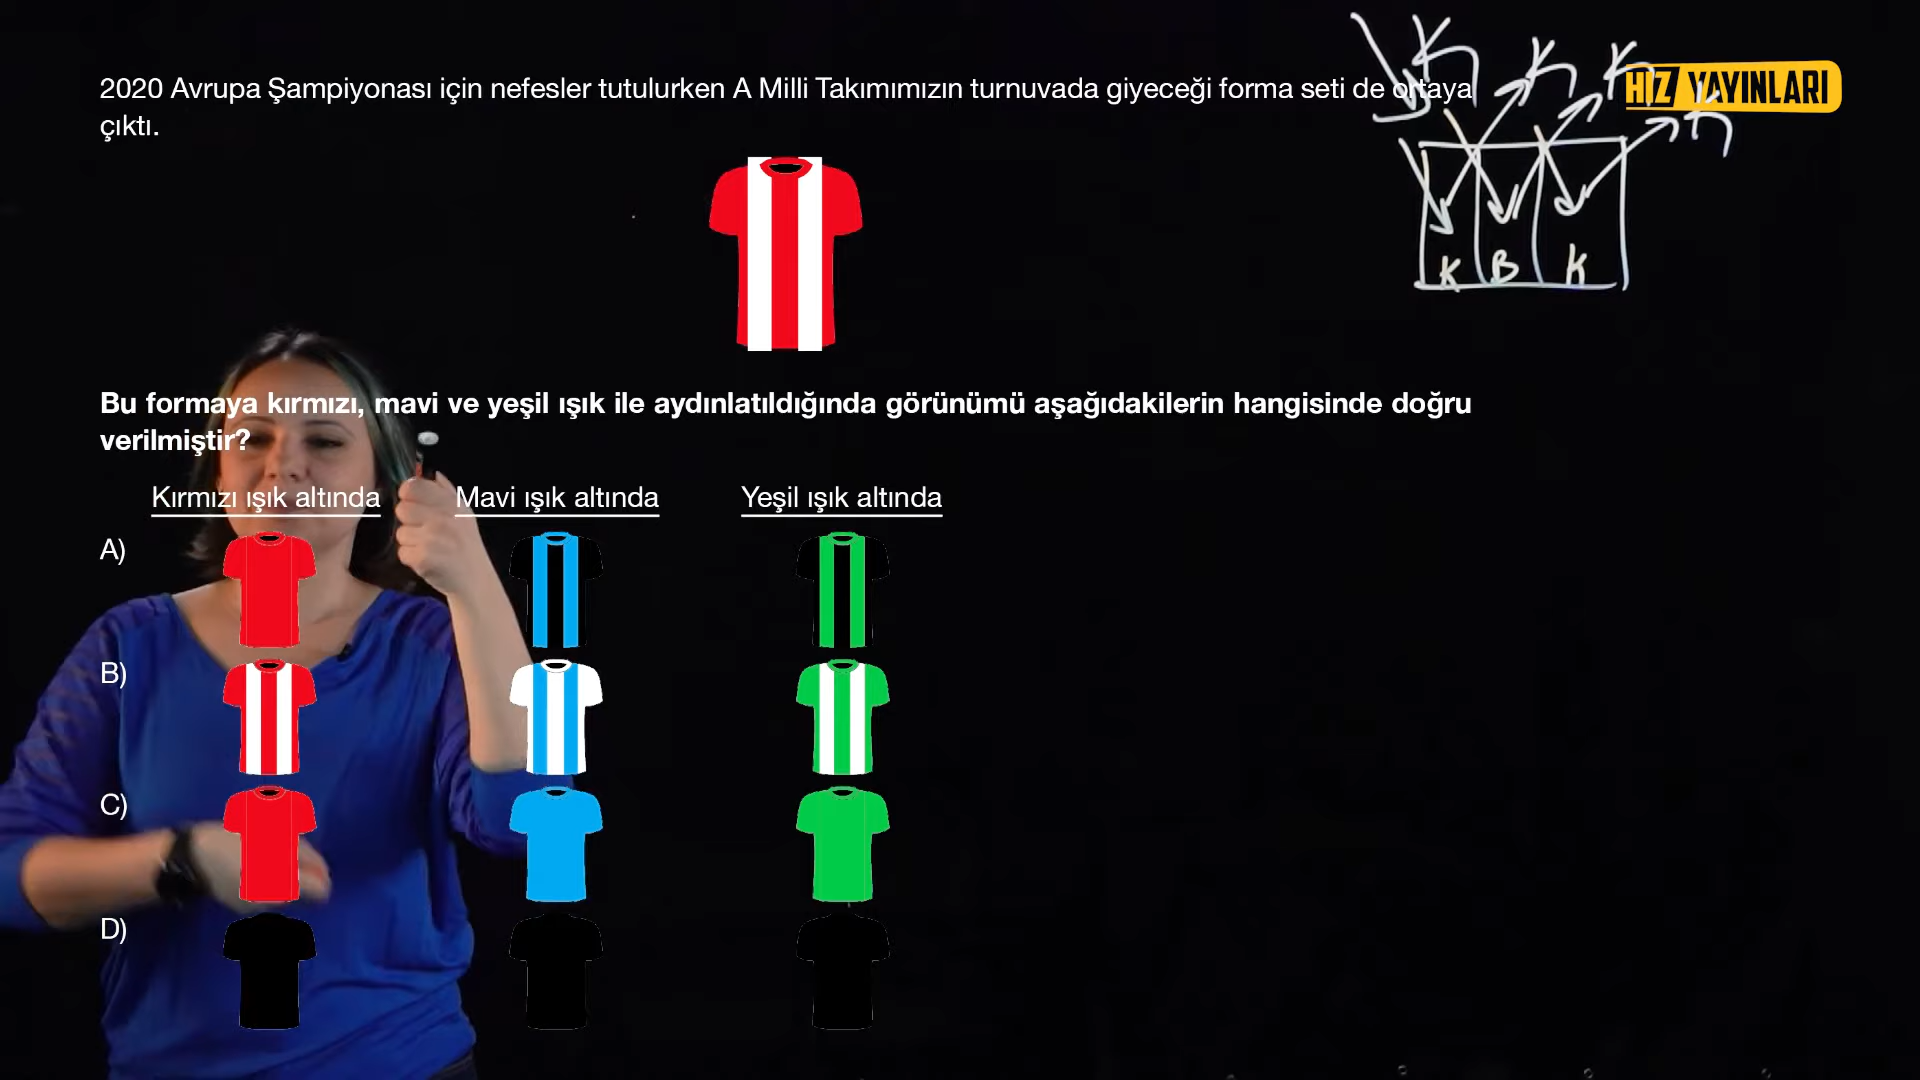 2020 Avrupa Şampiyonası için nefesler tutulurken A Milli Takımımızın turnuvada giyeceği forma seti de ortaya
çıktı.
HIZ YAYINLARI
K
K
K
K
K B K
Bu formaya kırmızı, mavi ve yeşil ışık ile aydınlatıldığında görünümü aşağıdakilerin hangisinde doğru
verilmiştir?
Kırmızı ışık altında Mavi ışık altında Yeşil ışık altında
A)
B)
C)
D)